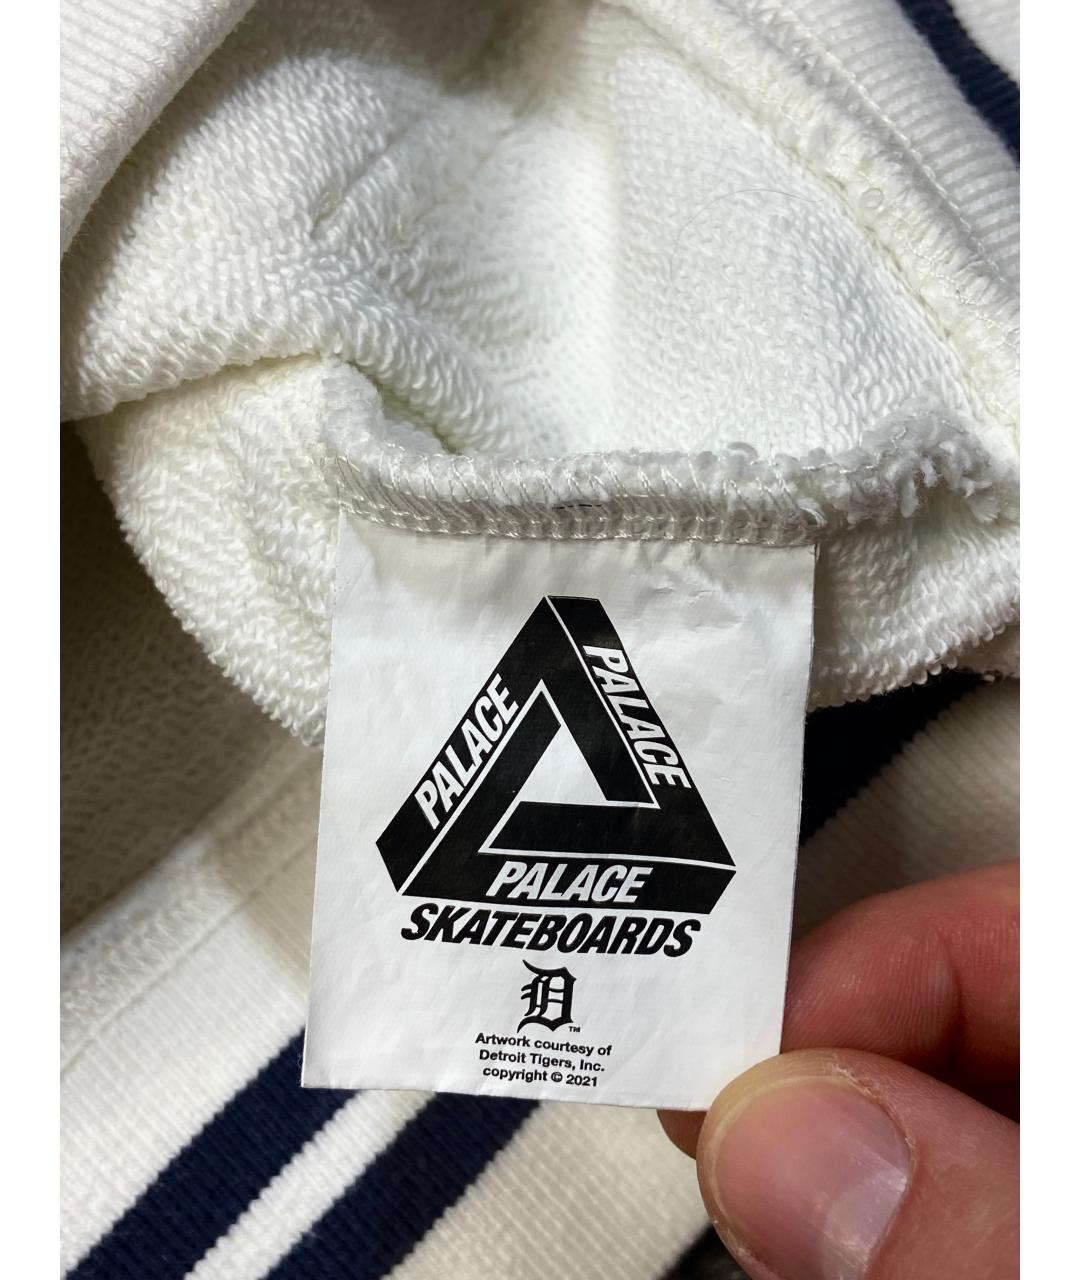 PALACE
PALACE
PALACE
SKATEBOARDS
D
™
Artwork courtesy of
Detroit Tigers, Inc.
copyright © 2021